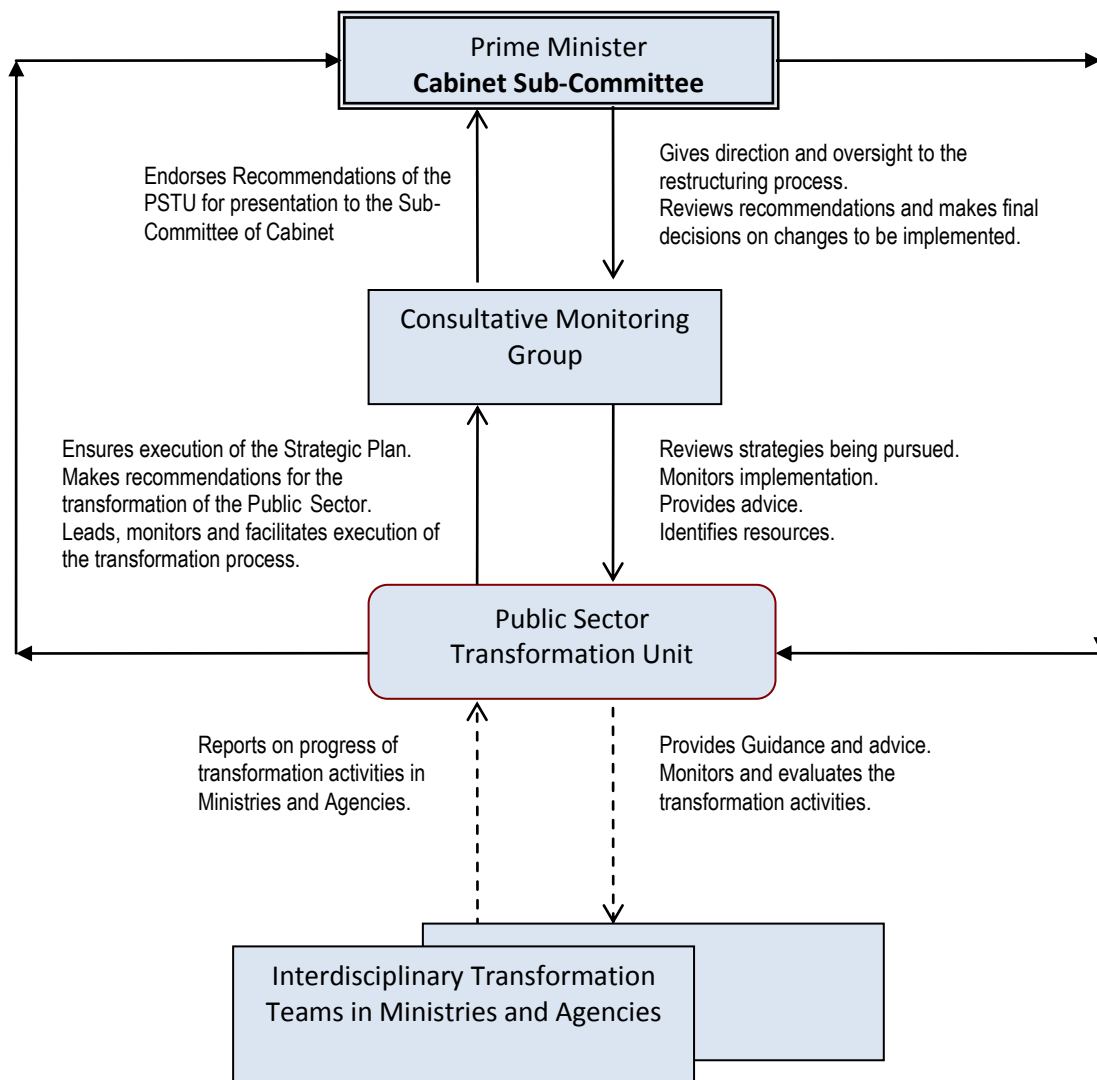 Prime Minister
Cabinet Sub-Committee
Endorses Recommendations of the
PSTU for presentation to the Sub-
Committee of Cabinet
Gives direction and oversight to the
restructuring process.
Reviews recommendations and makes final
decisions on changes to be implemented.
Consultative Monitoring
Group
Ensures execution of the Strategic Plan.
Makes recommendations for the
transformation of the Public Sector.
Leads, monitors and facilitates execution of
the transformation process.
Reviews strategies being pursued.
Monitors implementation.
Provides advice.
Identifies resources.
Public Sector
Transformation Unit
Reports on progress of
transformation activities in
Ministries and Agencies.
Provides Guidance and advice.
Monitors and evaluates the
transformation activities.
Interdisciplinary Transformation
Teams in Ministries and Agencies